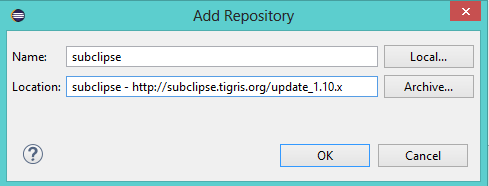 Add Repository
Name: subclipse Local...
Location: subclipse - http://subclipse.tigris.org/update_1.10.x Archive...
? OK Cancel